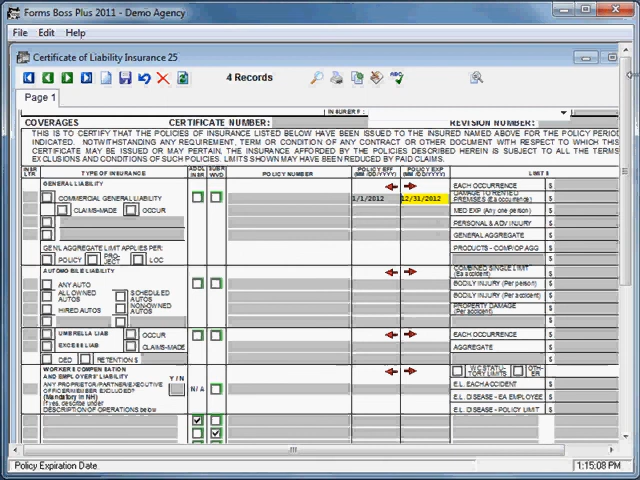 Forms Boss Plus 2011 - Demo Agency
File Edit Help
Certificate of Liability Insurance 25
4 Records
Page 1
INSURER F :
COVERAGES CERTIFICATE NUMBER: REVISION NUMBER:
THIS IS TO CERTIFY THAT THE POLICIES OF INSURANCE LISTED BELOW HAVE BEEN ISSUED TO THE INSURED NAMED ABOVE FOR THE POLICY PERIOD
INDICATED. NOTWITHSTANDING ANY REQUIREMENT, TERM OR CONDITION OF ANY CONTRACT OR OTHER DOCUMENT WITH RESPECT TO WHICH THIS
CERTIFICATE MAY BE ISSUED OR MAY PERTAIN, THE INSURANCE AFFORDED BY THE POLICIES DESCRIBED HEREIN IS SUBJECT TO ALL THE TERMS
EXCLUSIONS AND CONDITIONS OF SUCH POLICIES. LIMITS SHOWN MAY HAVE BEEN REDUCED BY PAID CLAIMS.
INSR LTR TYPE OF INSURANCE ADDL INSR SUBR WVD POLICY NUMBER POLICY EFF (MM/DD/YYYY) POLICY EXP (MM/DD/YYYY) LIMITS
GENERAL LIABILITY EACH OCCURRENCE $
COMMERCIAL GENERAL LIABILITY 1/1/2012 12/31/2012 DAMAGE TO RENTED PREMISES (Ea occurrence) $
CLAIMS-MADE OCCUR MED EXP (Any one person) $
PERSONAL & ADV INJURY $
GENERAL AGGREGATE $
GEN'L AGGREGATE LIMIT APPLIES PER: PRODUCTS - COMP/OP AGG $
POLICY PRO-JECT LOC $
AUTOMOBILE LIABILITY COMBINED SINGLE LIMIT (Ea accident) $
ANY AUTO BODILY INJURY (Per person) $
ALL OWNED AUTOS SCHEDULED AUTOS BODILY INJURY (Per accident) $
HIRED AUTOS NON-OWNED AUTOS PROPERTY DAMAGE (Per accident) $
$
UMBRELLA LIAB OCCUR EACH OCCURRENCE $
EXCESS LIAB CLAIMS-MADE AGGREGATE $
DED RETENTION $ $
WORKERS COMPENSATION AND EMPLOYERS' LIABILITY Y/N WC STATU-TORY LIMITS OTH-ER
ANY PROPRIETOR/PARTNER/EXECUTIVE OFFICER/MEMBER EXCLUDED? N/A E.L. EACH ACCIDENT $
(Mandatory in NH) E.L. DISEASE - EA EMPLOYEE $
If yes, describe under
DESCRIPTION OF OPERATIONS below E.L. DISEASE - POLICY LIMIT $
Policy Expiration Date 1:15:08 PM